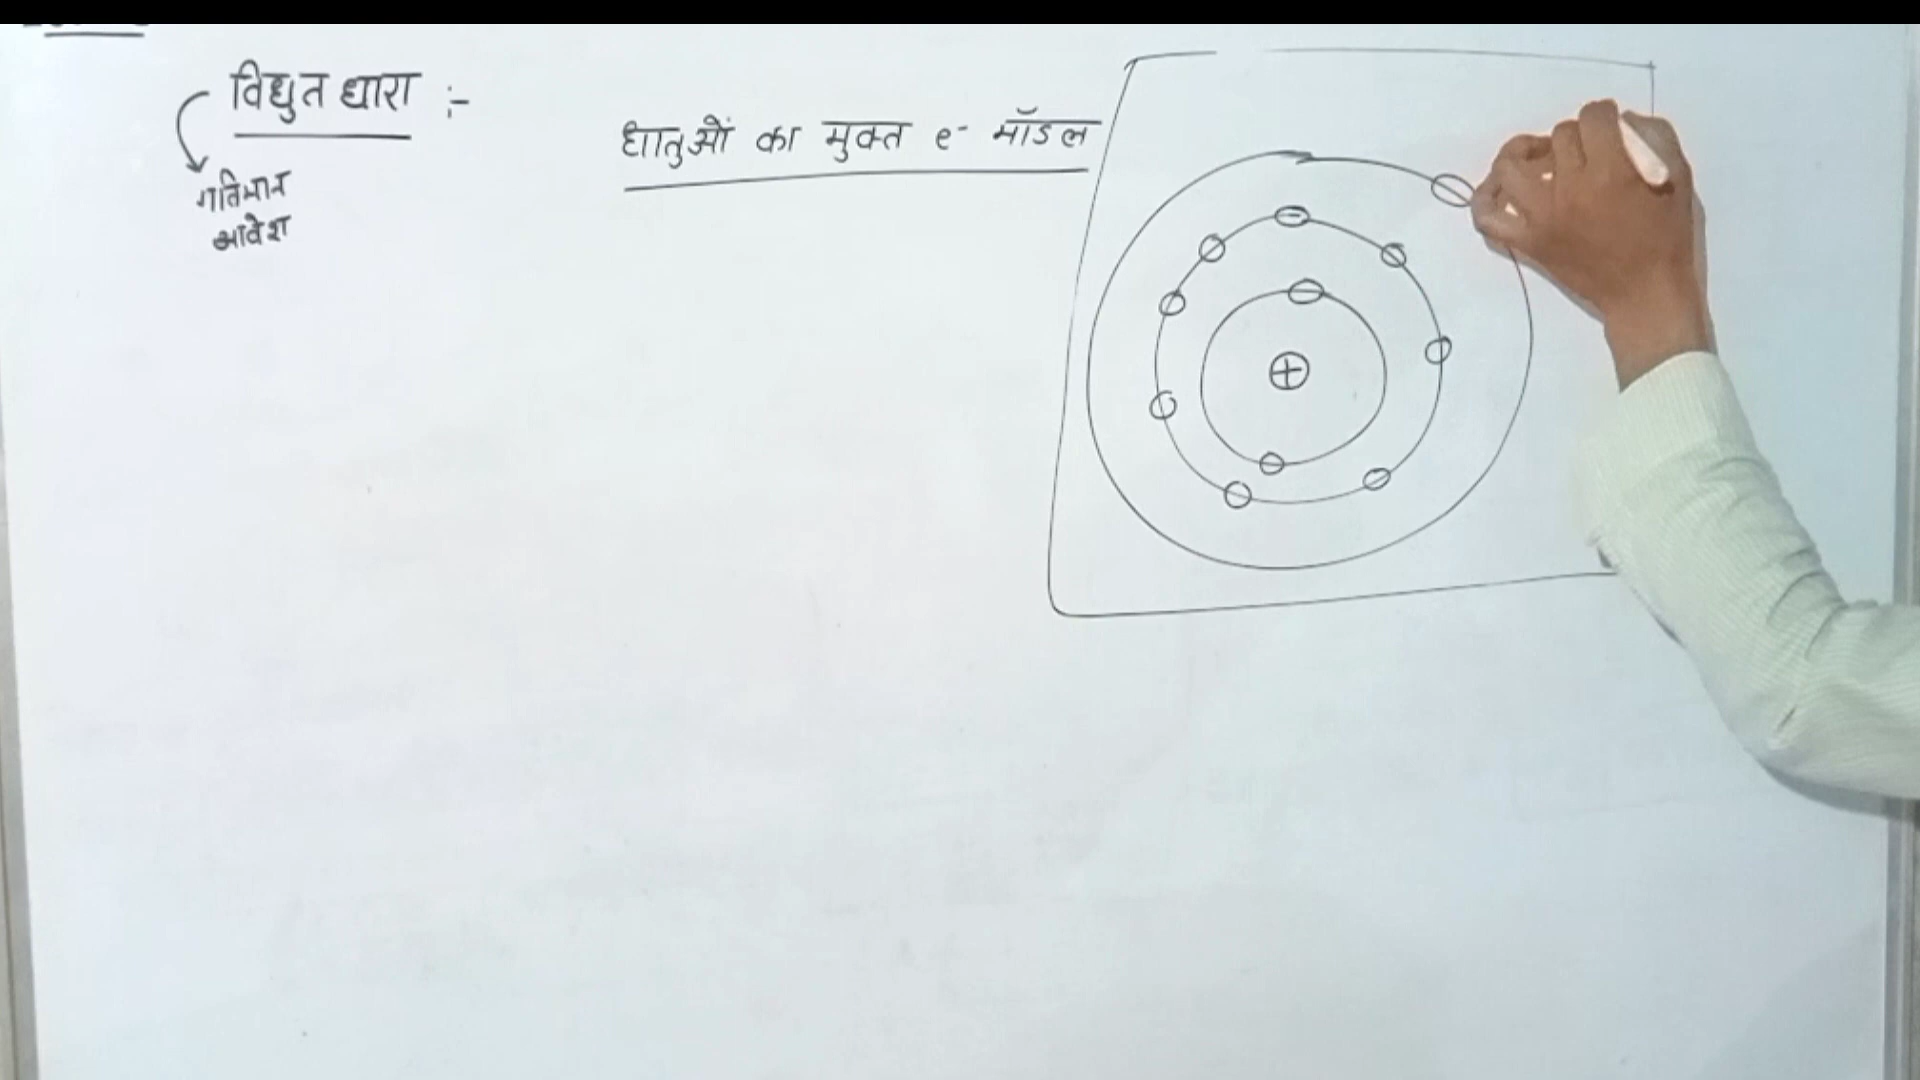 विद्युत धारा :-
गतिमान
आवेश
धातुओं का मुक्त e- मॉडल